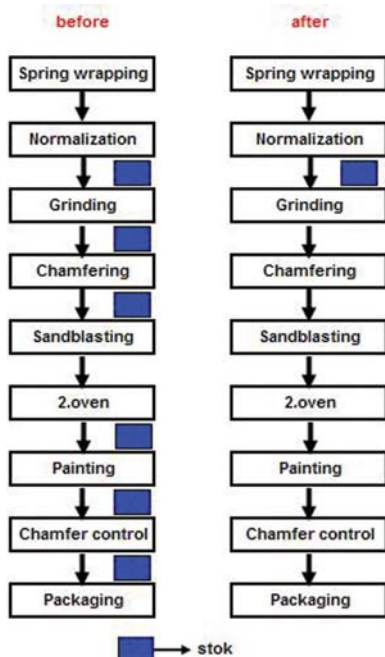 before
Spring wrapping
Normalization
Grinding
Chamfering
Sandblasting
2.oven
Painting
Chamfer control
Packaging
after
Spring wrapping
Normalization
Grinding
Chamfering
Sandblasting
2.oven
Painting
Chamfer control
Packaging
stok